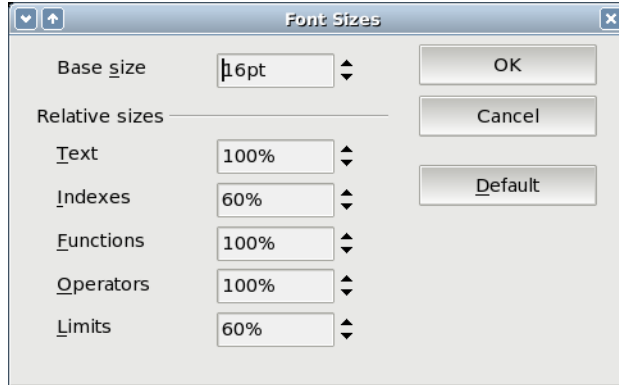 Font Sizes
Base size 16pt OK
Relative sizes Cancel
Text 100%
Indexes 60% Default
Functions 100%
Operators 100%
Limits 60%